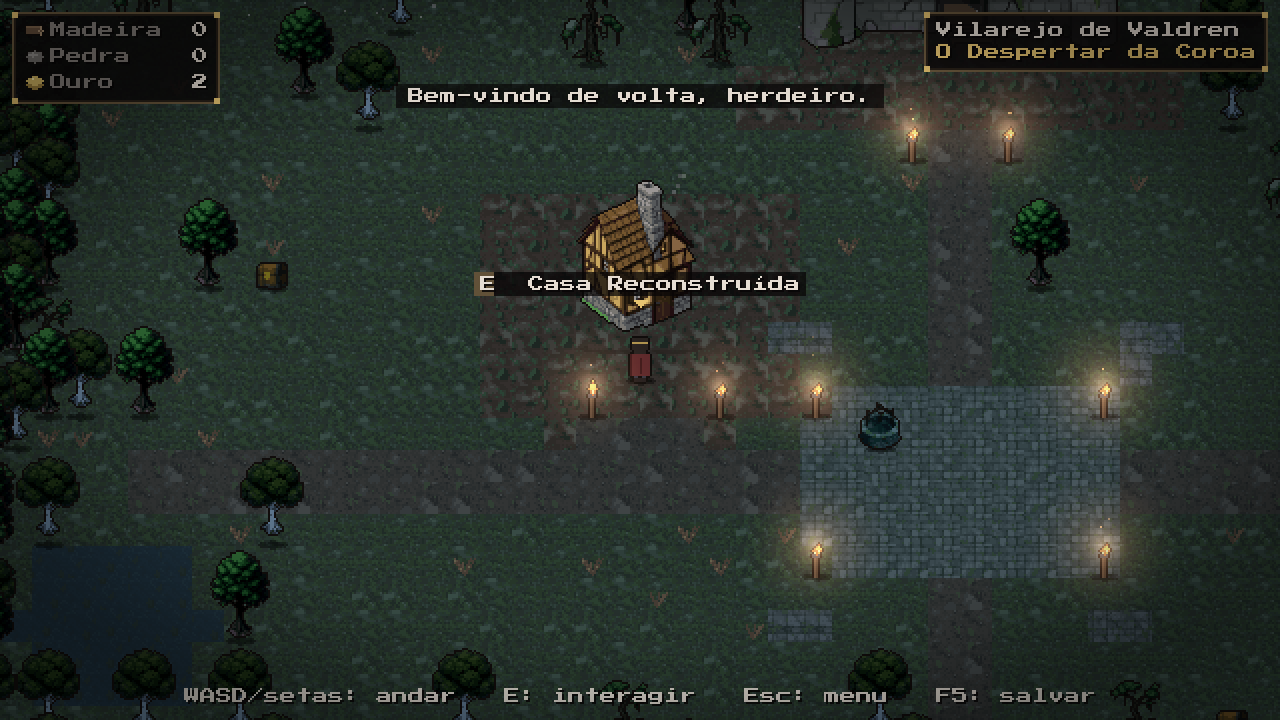 Madeira 0
Pedra 0
Ouro 2
Vilarejo de Valdren
O Despertar da Coroa
Bem-vindo de volta, herdeiro.
E Casa Reconstruída
WASD/setas: andar E: interagir Esc: menu F5: salvar